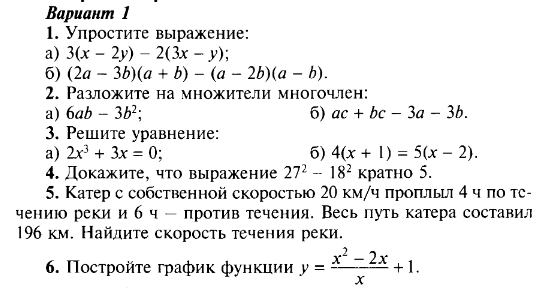 Вариант 1
1. Упростите выражение:
а) 3(x – 2y) – 2(3x – y);
б) (2a – 3b)(a + b) – (a – 2b)(a – b).
2. Разложите на множители многочлен:
а) 6ab – 3b²; б) ac + bc – 3a – 3b.
3. Решите уравнение:
а) 2x³ + 3x = 0; б) 4(x + 1) = 5(x – 2).
4. Докажите, что выражение 27² – 18² кратно 5.
5. Катер с собственной скоростью 20 км/ч проплыл 4 ч по те-
чению реки и 6 ч – против течения. Весь путь катера составил
196 км. Найдите скорость течения реки.
6. Постройте график функции y = (x² – 2x)/x + 1.